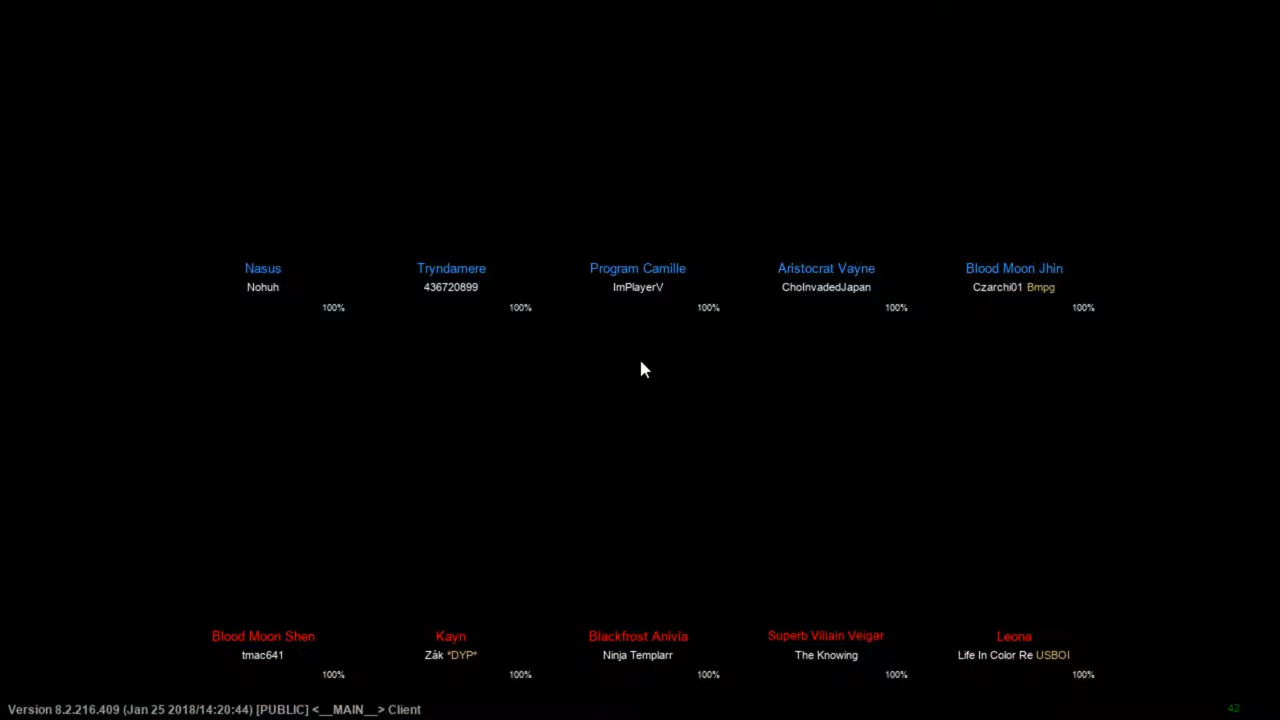 Nasus Tryndamere Program Camille Aristocrat Vayne Blood Moon Jhin
Nohuh 436720899 ImPlayerV ChoInvadedJapan Czarchi01 Bmpg
100% 100% 100% 100% 100%
Blood Moon Shen Kayn Blackfrost Anivia Superb Villain Veigar Leona
tmac641 Zák *DYP* Ninja Templarr The Knowing Life In Color Re USBOI
100% 100% 100% 100% 100%
Version 8.2.216.409 (Jan 25 2018/14:20:44) [PUBLIC] <__MAIN__> Client 42